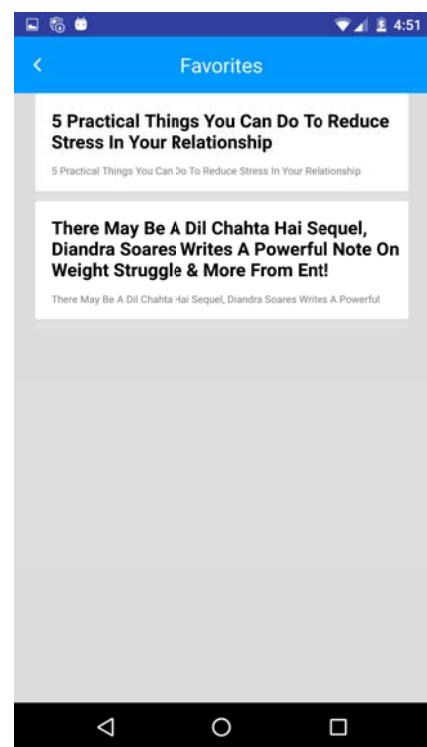 4:51
Favorites
5 Practical Things You Can Do To Reduce
Stress In Your Relationship
5 Practical Things You Can Do To Reduce Stress In Your Relationship
There May Be A Dil Chahta Hai Sequel,
Diandra Soares Writes A Powerful Note On
Weight Struggle & More From Ent!
There May Be A Dil Chahta Hai Sequel, Diandra Soares Writes A Powerful